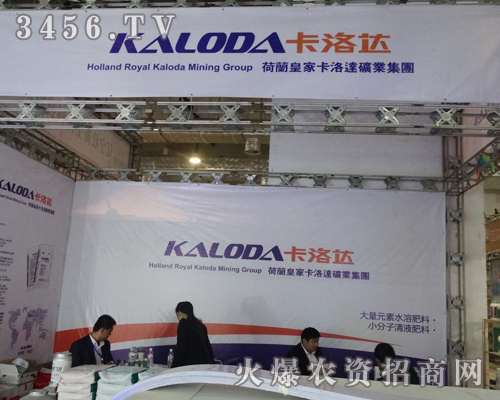 3456.TV
KALODA卡洛达
Holland Royal Kaloda Mining Group 荷蘭皇家卡洛達礦業集團
KALODA卡洛达
KALODA卡洛达
Holland Royal Kaloda Mining Group 荷蘭皇家卡洛達礦業集團
大量元素水溶肥料·
小分子清液肥料·
火爆农资招商网